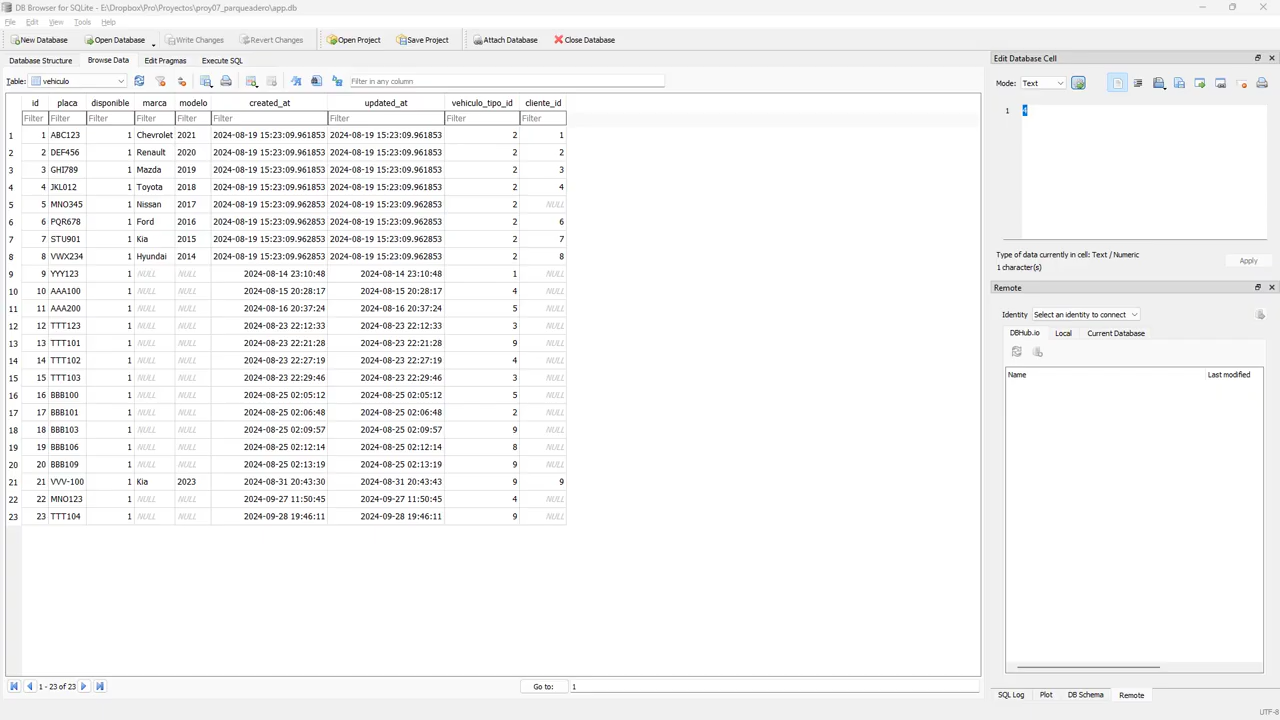 DB Browser for SQLite - E:\Dropbox\Pro\Proyectos\proy07_parqueadero\app.db
File Edit View Tools Help
New Database Open Database Write Changes Revert Changes Open Project Save Project Attach Database Close Database
Database Structure Browse Data Edit Pragmas Execute SQL
Table: vehiculo Filter in any column
id placa disponible marca modelo created_at updated_at vehiculo_tipo_id cliente_id
Filter Filter Filter Filter Filter Filter Filter Filter Filter
1 1 ABC123 1 Chevrolet 2021 2024-08-19 15:23:09.961853 2024-08-19 15:23:09.961853 2 1
2 2 DEF456 1 Renault 2020 2024-08-19 15:23:09.961853 2024-08-19 15:23:09.961853 2 2
3 3 GHI789 1 Mazda 2019 2024-08-19 15:23:09.961853 2024-08-19 15:23:09.961853 2 3
4 4 JKL012 1 Toyota 2018 2024-08-19 15:23:09.961853 2024-08-19 15:23:09.961853 2 4
5 5 MNO345 1 Nissan 2017 2024-08-19 15:23:09.962853 2024-08-19 15:23:09.962853 2 NULL
6 6 PQR678 1 Ford 2016 2024-08-19 15:23:09.962853 2024-08-19 15:23:09.962853 2 6
7 7 STU901 1 Kia 2015 2024-08-19 15:23:09.962853 2024-08-19 15:23:09.962853 2 7
8 8 VWX234 1 Hyundai 2014 2024-08-19 15:23:09.962853 2024-08-19 15:23:09.962853 2 8
9 9 YYY123 1 NULL NULL 2024-08-14 23:10:48 2024-08-14 23:10:48 1 NULL
10 10 AAA100 1 NULL NULL 2024-08-15 20:28:17 2024-08-15 20:28:17 4 NULL
11 11 AAA200 1 NULL NULL 2024-08-16 20:37:24 2024-08-16 20:37:24 5 NULL
12 12 TTT123 1 NULL NULL 2024-08-23 22:12:33 2024-08-23 22:12:33 3 NULL
13 13 TTT101 1 NULL NULL 2024-08-23 22:21:28 2024-08-23 22:21:28 9 NULL
14 14 TTT102 1 NULL NULL 2024-08-23 22:27:19 2024-08-23 22:27:19 4 NULL
15 15 TTT103 1 NULL NULL 2024-08-23 22:29:46 2024-08-23 22:29:46 3 NULL
16 16 BBB100 1 NULL NULL 2024-08-25 02:05:12 2024-08-25 02:05:12 5 NULL
17 17 BBB101 1 NULL NULL 2024-08-25 02:06:48 2024-08-25 02:06:48 2 NULL
18 18 BBB103 1 NULL NULL 2024-08-25 02:09:57 2024-08-25 02:09:57 9 NULL
19 19 BBB106 1 NULL NULL 2024-08-25 02:12:14 2024-08-25 02:12:14 8 NULL
20 20 BBB109 1 NULL NULL 2024-08-25 02:13:19 2024-08-25 02:13:19 9 NULL
21 21 VVV-100 1 Kia 2023 2024-08-31 20:43:30 2024-08-31 20:43:43 9 9
22 22 MNO123 1 NULL NULL 2024-09-27 11:50:45 2024-09-27 11:50:45 4 NULL
23 23 TTT104 1 NULL NULL 2024-09-28 19:46:11 2024-09-28 19:46:11 9 NULL
1 - 23 of 23 Go to: 1
Edit Database Cell
Mode: Text
1
Type of data currently in cell: Text / Numeric
1 character(s)
Apply
Remote
Identity Select an identity to connect
DBHub.io Local Current Database
Name Last modified
SQL Log Plot DB Schema Remote
UTF-8